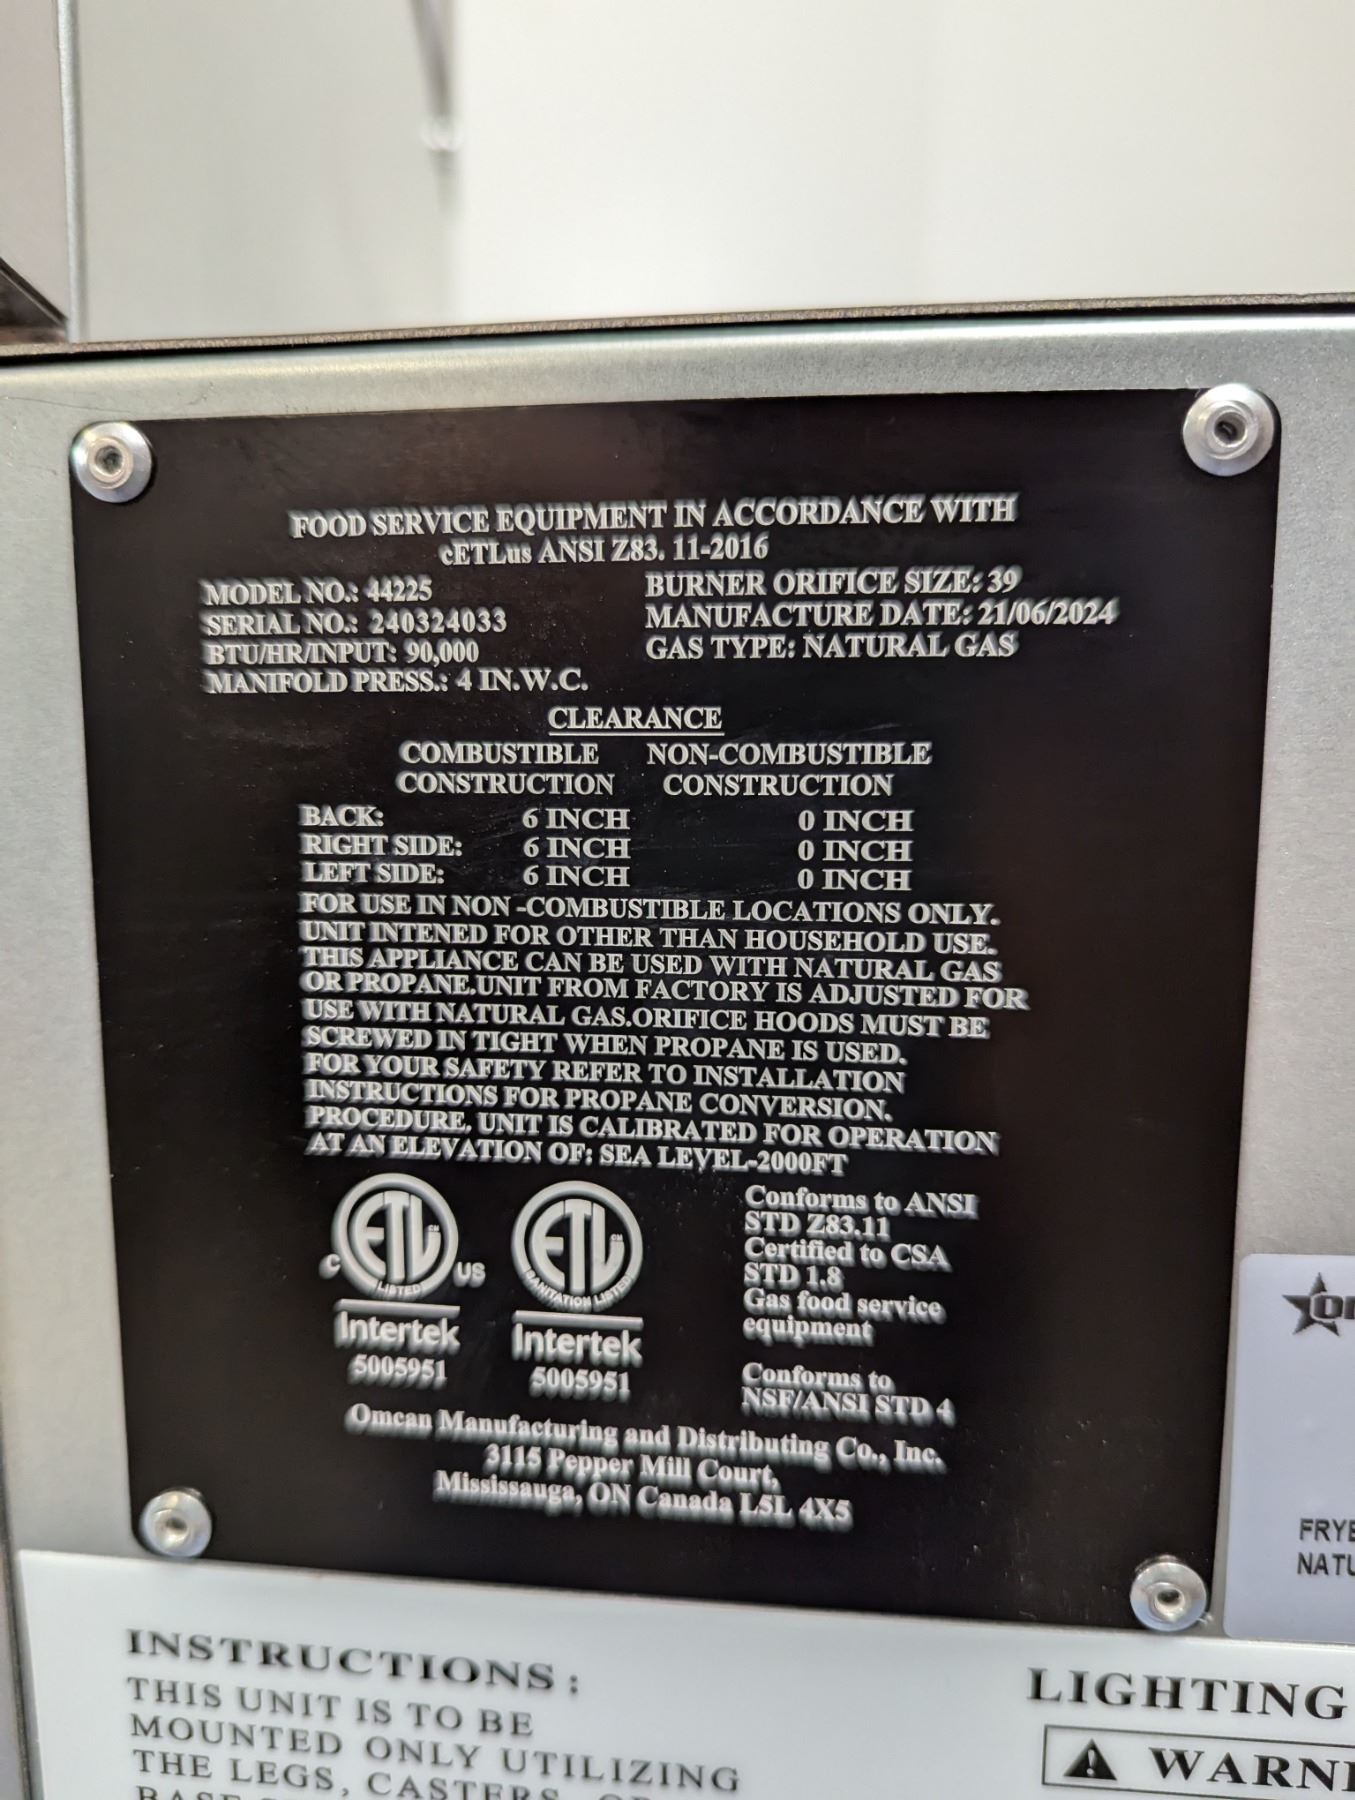 FOOD SERVICE EQUIPMENT IN ACCORDANCE WITH
cETLus ANSI Z83. 11-2016
MODEL NO.: 44225
BURNER ORIFICE SIZE: 39
SERIAL NO.: 240324033
MANUFACTURE DATE: 21/06/2024
BTU/HR/INPUT: 90,000
GAS TYPE: NATURAL GAS
MANIFOLD PRESS.: 4 IN.W.C.
CLEARANCE
COMBUSTIBLE NON-COMBUSTIBLE
CONSTRUCTION CONSTRUCTION
BACK: 6 INCH 0 INCH
RIGHT SIDE: 6 INCH 0 INCH
LEFT SIDE: 6 INCH 0 INCH
FOR USE IN NON -COMBUSTIBLE LOCATIONS ONLY.
UNIT INTENED FOR OTHER THAN HOUSEHOLD USE.
THIS APPLIANCE CAN BE USED WITH NATURAL GAS
OR PROPANE.UNIT FROM FACTORY IS ADJUSTED FOR
USE WITH NATURAL GAS.ORIFICE HOODS MUST BE
SCREWED IN TIGHT WHEN PROPANE IS USED.
FOR YOUR SAFETY REFER TO INSTALLATION
INSTRUCTIONS FOR PROPANE CONVERSION.
PROCEDURE. UNIT IS CALIBRATED FOR OPERATION
AT AN ELEVATION OF: SEA LEVEL-2000FT
C ETL CM LISTED US
Intertek
5005951
ETL CM SANITATION LISTED
Intertek
5005951
Conforms to ANSI
STD Z83.11
Certified to CSA
STD 1.8
Gas food service
equipment
Conforms to
NSF/ANSI STD 4
Omcan Manufacturing and Distributing Co., Inc.
3115 Pepper Mill Court,
Mississauga, ON Canada L5L 4X5
INSTRUCTIONS:
THIS UNIT IS TO BE
MOUNTED ONLY UTILIZING
THE LEGS, CASTERS,
LIGHTING